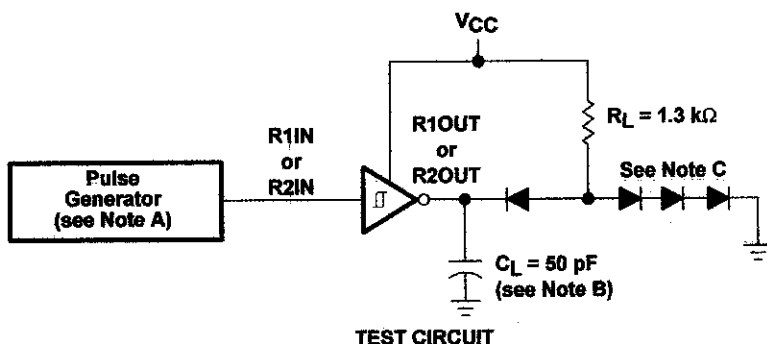 VCC
RL = 1.3 kΩ
R1IN
or
R2IN
R1OUT
or
R2OUT
See Note C
Pulse
Generator
(see Note A)
CL = 50 pF
(see Note B)
TEST CIRCUIT